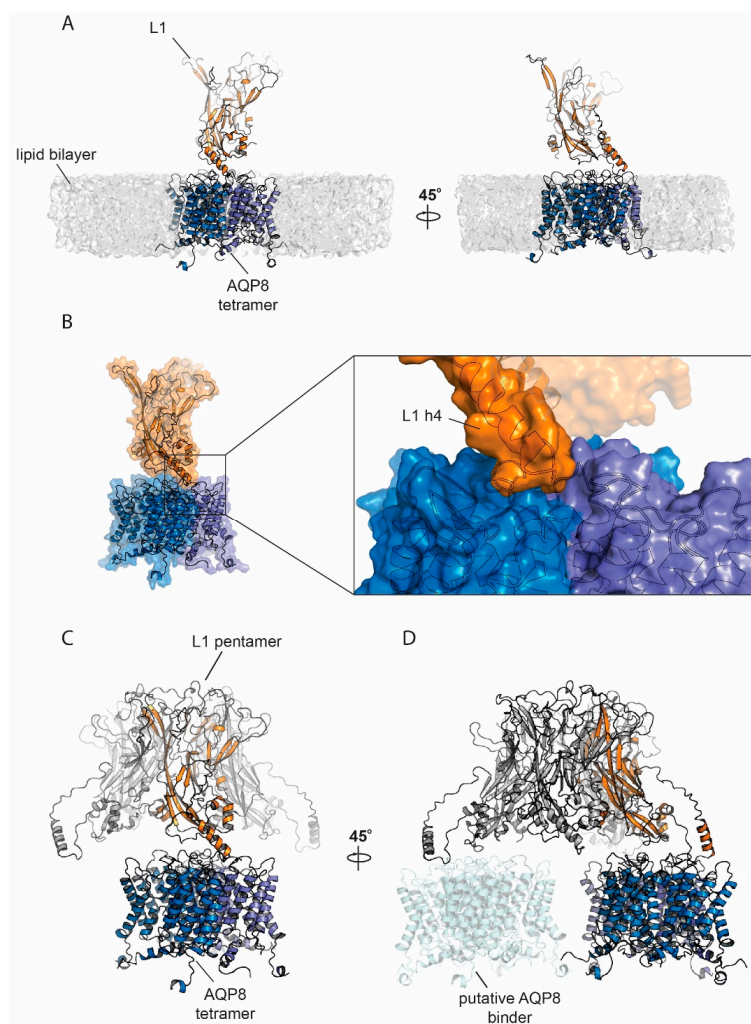 A
L1
lipid bilayer
45°
AQP8
tetramer
B
L1 h4
C
L1 pentamer
D
45°
AQP8
tetramer
putative AQP8
binder